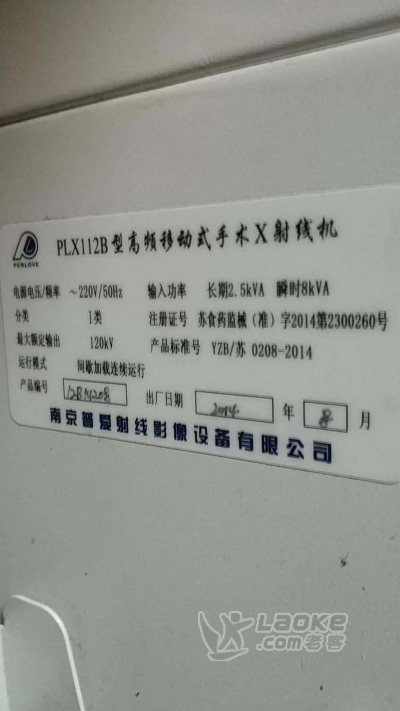 PERLOVE
PLX112B型高频移动式手术X射线机
电源电压/频率 ～220V/50Hz 输入功率 长期2.5kVA 瞬时8kVA
分类 I类 注册证号 苏食药监械（准）字2014第2300260号
最大额定输出 120kV 产品标准号 YZB/苏 0208-2014
运行模式 间歇加载连续运行
产品编号 出厂日期 2014 年 8 月
南京普爱射线影像设备有限公司
LAOKE
.com老客